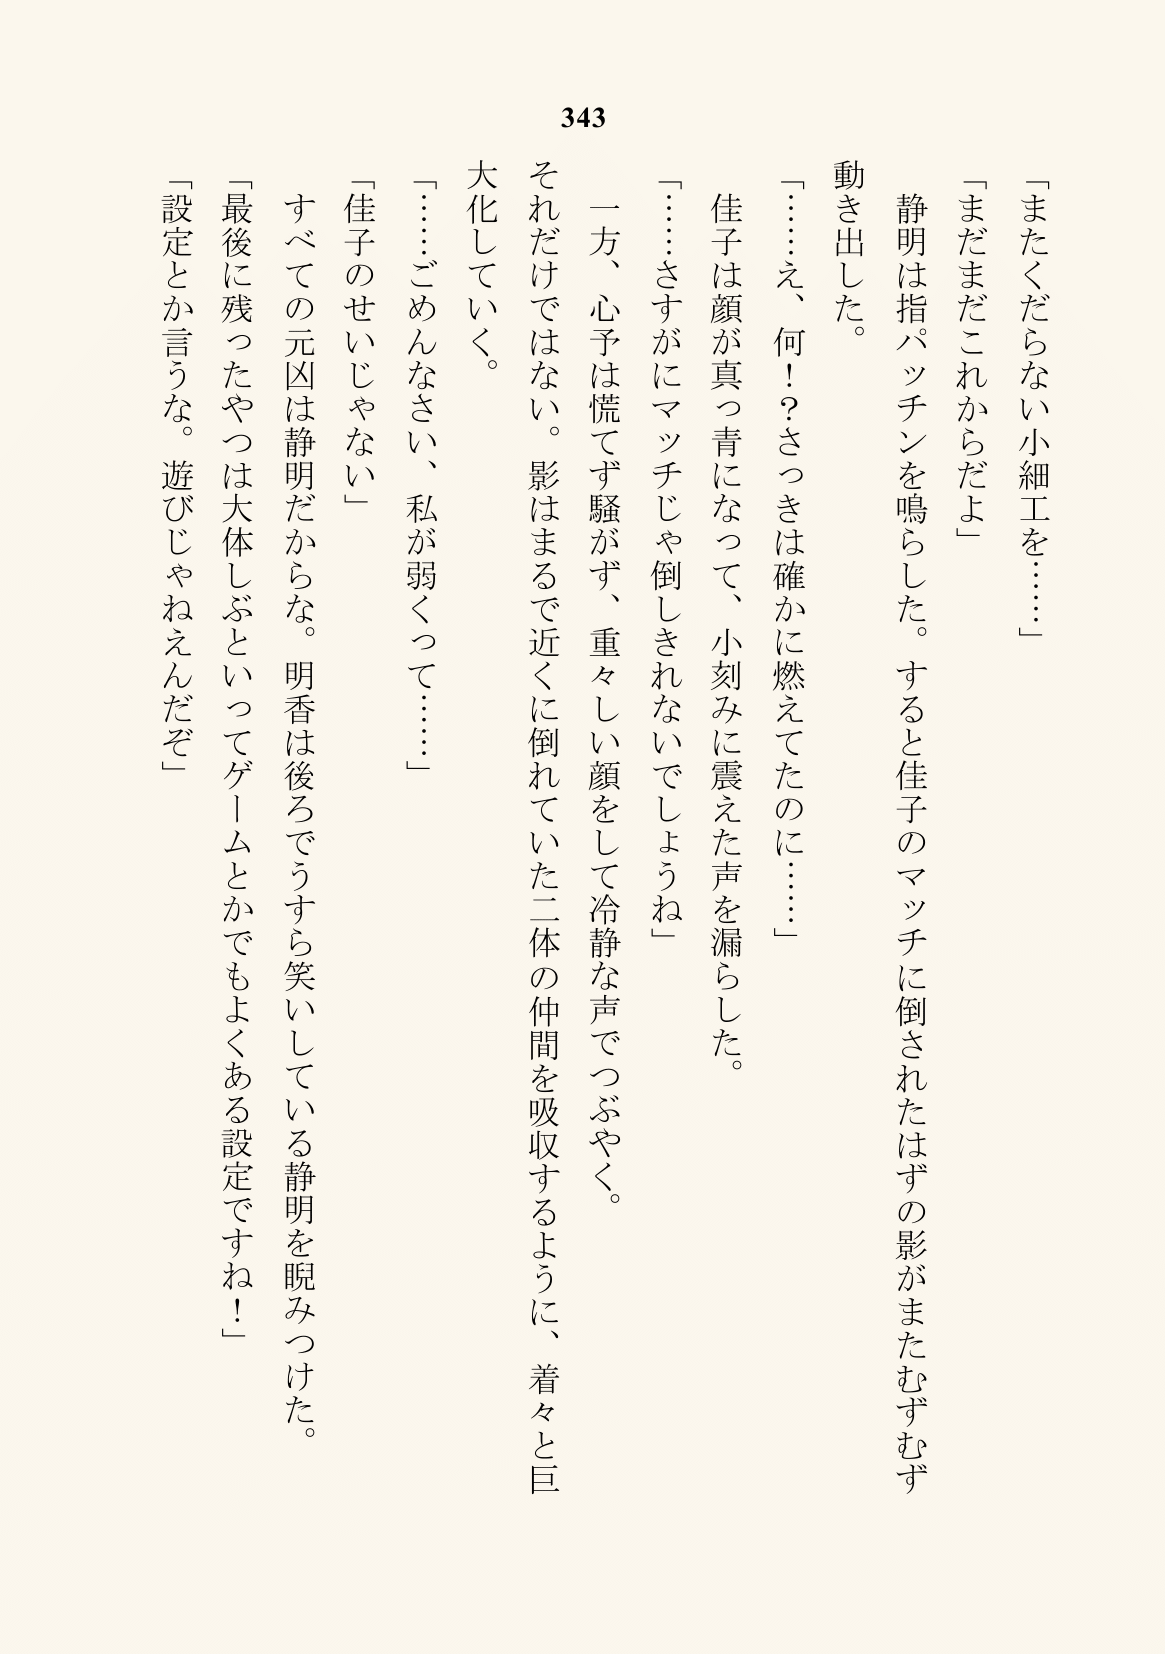 343
「またくだらない小細工を……」
「まだまだこれからだよ」
　静明は指パッチンを鳴らした。すると佳子のマッチに倒されたはずの影がまたむずむず
動き出した。
「……え、何！？さっきは確かに燃えてたのに……」
　佳子は顔が真っ青になって、小刻みに震えた声を漏らした。
「……さすがにマッチじゃ倒しきれないでしょうね」
　一方、心予は慌てず騒がず、重々しい顔をして冷静な声でつぶやく。
それだけではない。影はまるで近くに倒れていた二体の仲間を吸収するように、着々と巨
大化していく。
「……ごめんなさい、私が弱くって……」
「佳子のせいじゃない」
　すべての元凶は静明だからな。明香は後ろでうすら笑いしている静明を睨みつけた。
「最後に残ったやつは大体しぶといってゲームとかでもよくある設定ですね！」
「設定とか言うな。遊びじゃねえんだぞ」